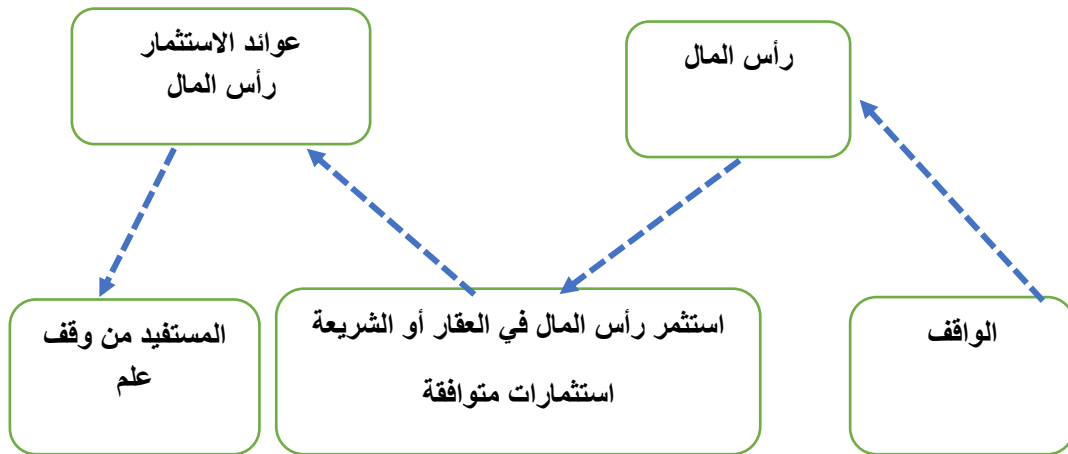 رأس المال
عوائد الاستثمار
رأس المال
الواقف
استثمر رأس المال في العقار أو الشريعة
استثمارات متوافقة
المستفيد من وقف
علم